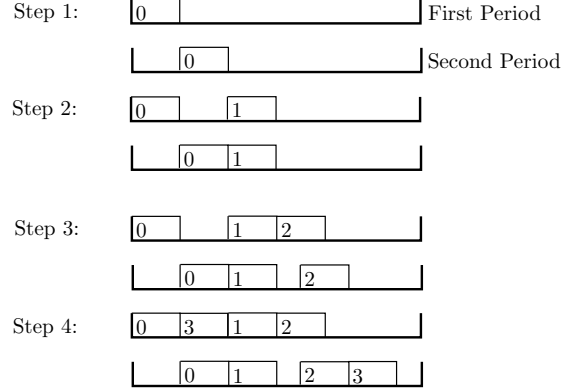 Step 1: 0 First Period
0 Second Period
Step 2: 0 1
0 1
Step 3: 0 1 2
0 1 2
Step 4: 0 3 1 2
0 1 2 3